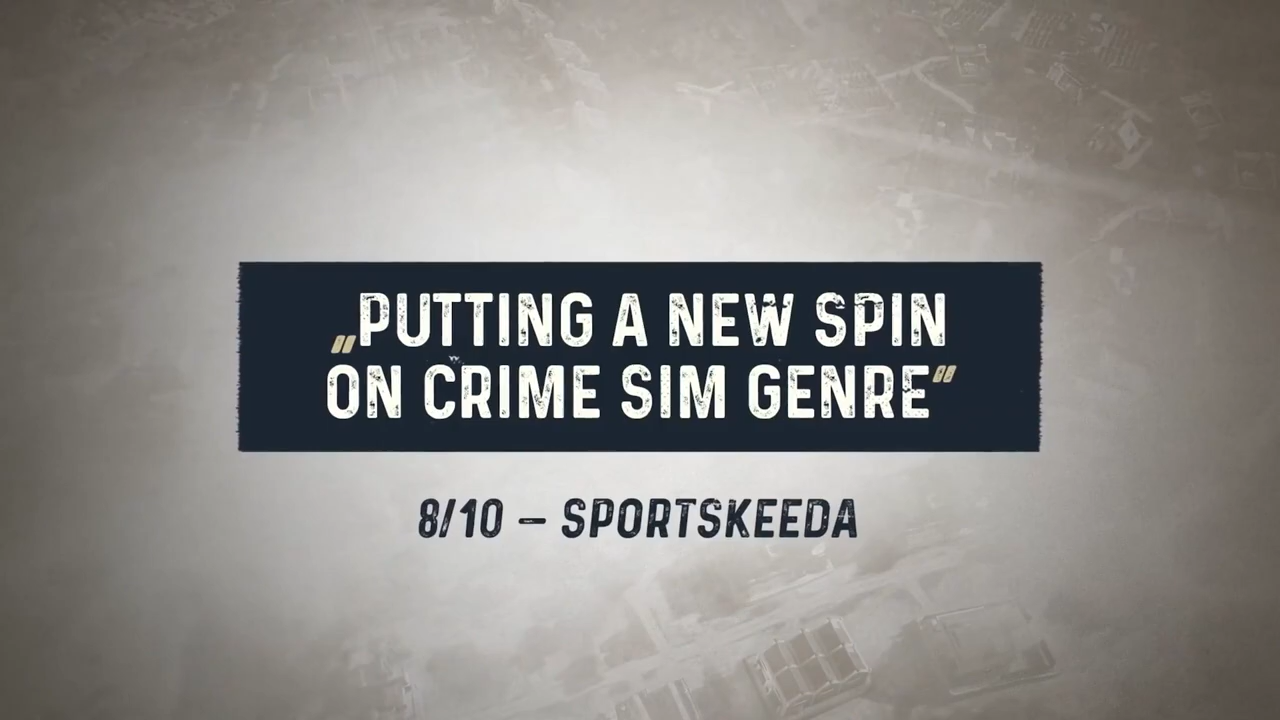 „PUTTING A NEW SPIN
ON CRIME SIM GENRE“
8/10 – SPORTSKEEDA